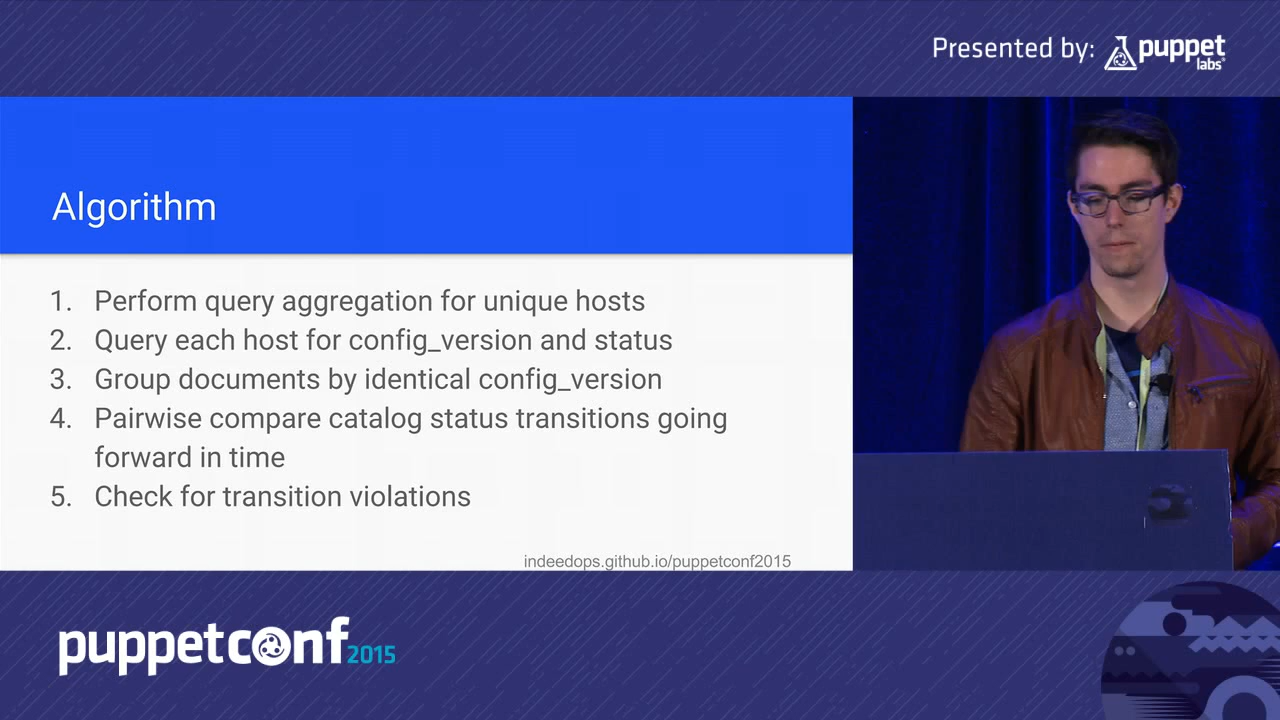 Presented by: puppet labs
Algorithm
1. Perform query aggregation for unique hosts
2. Query each host for config_version and status
3. Group documents by identical config_version
4. Pairwise compare catalog status transitions going
forward in time
5. Check for transition violations
indeedops.github.io/puppetconf2015
puppetconf 2015